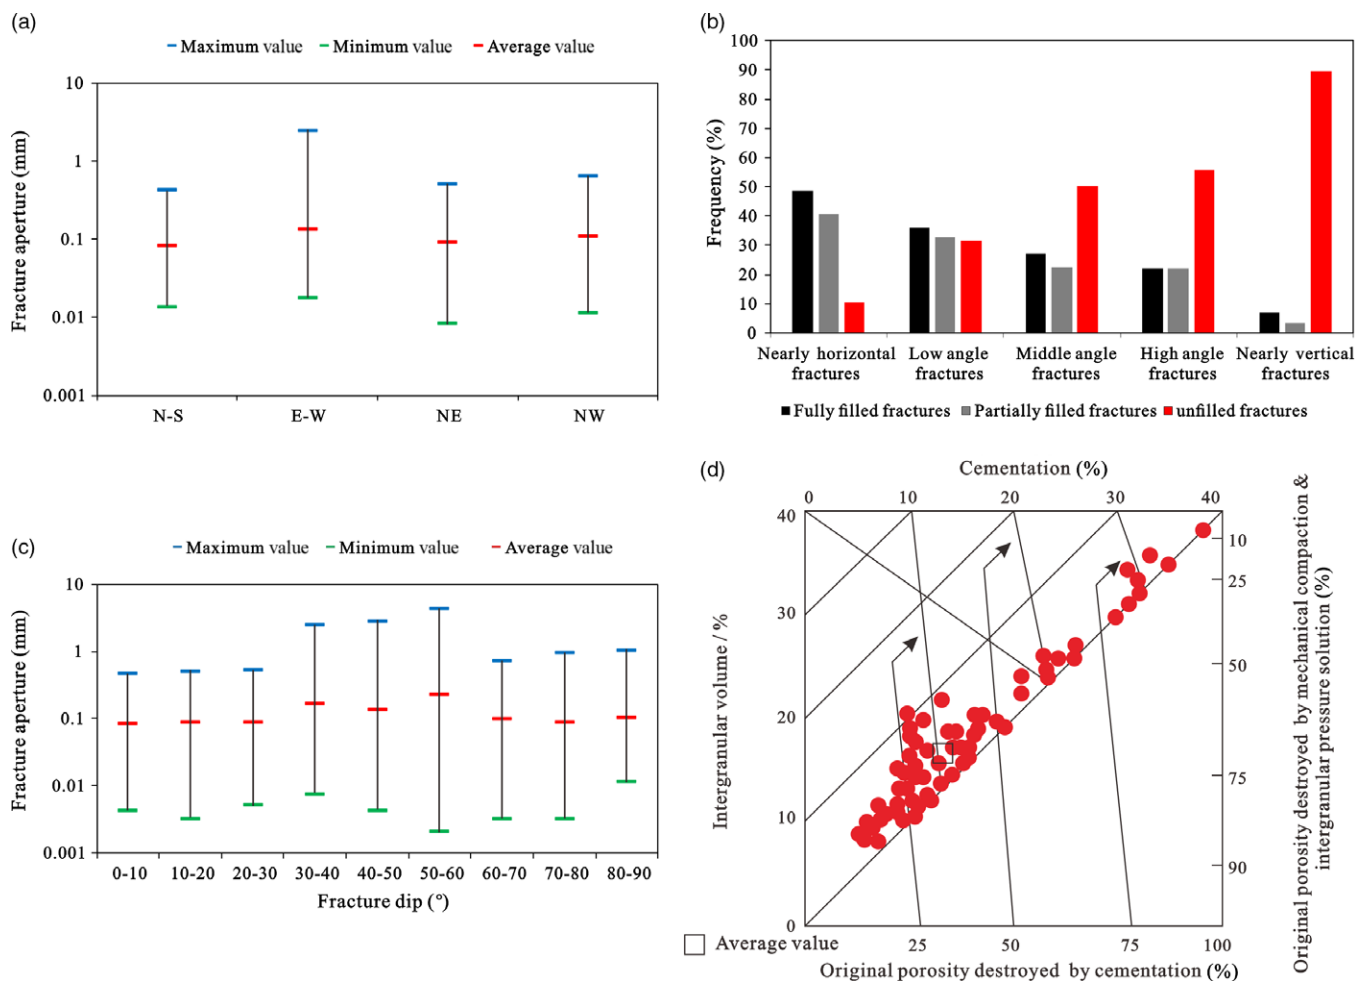 (a)
Maximum value Minimum value Average value
Fracture aperture (mm)
10
1
0.1
0.01
0.001
N-S E-W NE NW
(b)
Frequency (%)
100
90
80
70
60
50
40
30
20
10
0
Nearly horizontal fractures
Low angle fractures
Middle angle fractures
High angle fractures
Nearly vertical fractures
Fully filled fractures Partially filled fractures unfilled fractures
(c)
Maximum value Minimum value Average value
Fracture aperture (mm)
10
1
0.1
0.01
0.001
0-10 10-20 20-30 30-40 40-50 50-60 60-70 70-80 80-90
Fracture dip (°)
(d)
Cementation (%)
0 10 20 30 40
Intergranular volume / %
40
30
20
10
0
10
25
50
75
90
Original porosity destroyed by mechanical compaction &
intergranular pressure solution (%)
25 50 75 100
Average value
Original porosity destroyed by cementation (%)